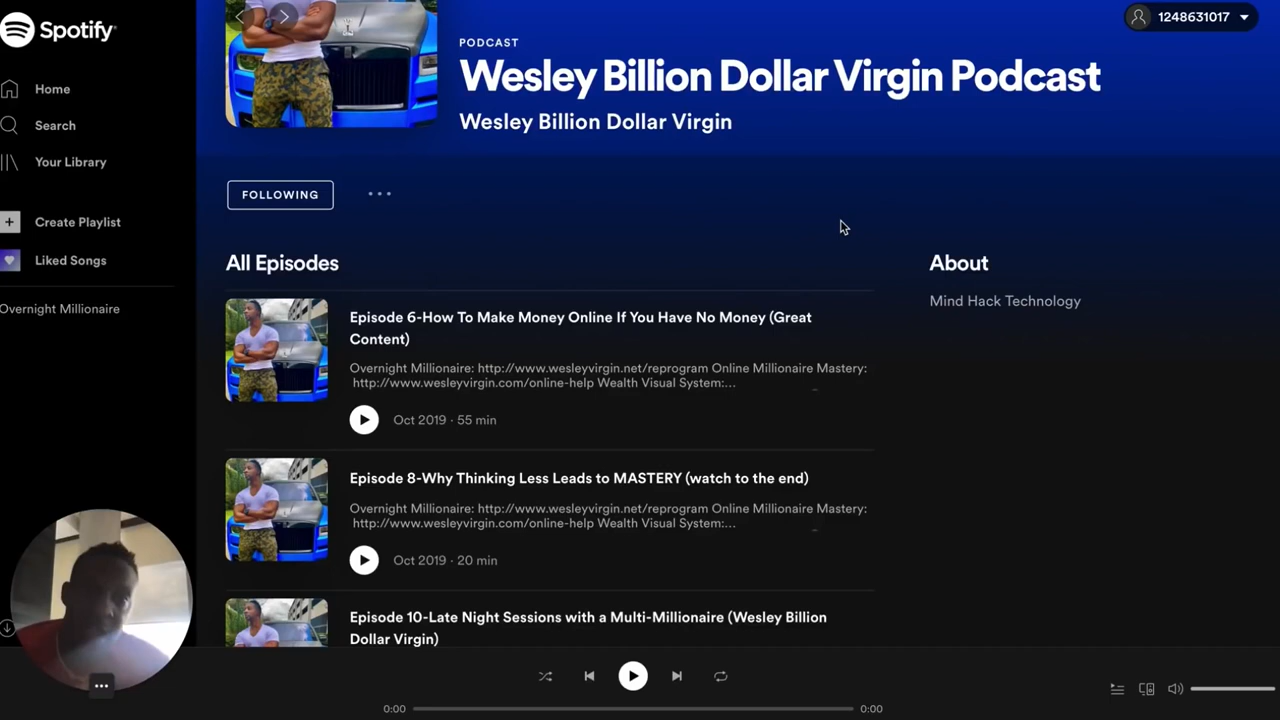 Spotify
Home
Search
Your Library
Create Playlist
Liked Songs
Overnight Millionaire
1248631017
PODCAST
Wesley Billion Dollar Virgin Podcast
Wesley Billion Dollar Virgin
FOLLOWING
All Episodes
Episode 6-How To Make Money Online If You Have No Money (Great
Content)
Overnight Millionaire: http://www.wesleyvirgin.net/reprogram Online Millionaire Mastery:
http://www.wesleyvirgin.com/online-help Wealth Visual System:...
Oct 2019 · 55 min
Episode 8-Why Thinking Less Leads to MASTERY (watch to the end)
Overnight Millionaire: http://www.wesleyvirgin.net/reprogram Online Millionaire Mastery:
http://www.wesleyvirgin.com/online-help Wealth Visual System:...
Oct 2019 · 20 min
Episode 10-Late Night Sessions with a Multi-Millionaire (Wesley Billion
Dollar Virgin)
About
Mind Hack Technology
0:00
0:00